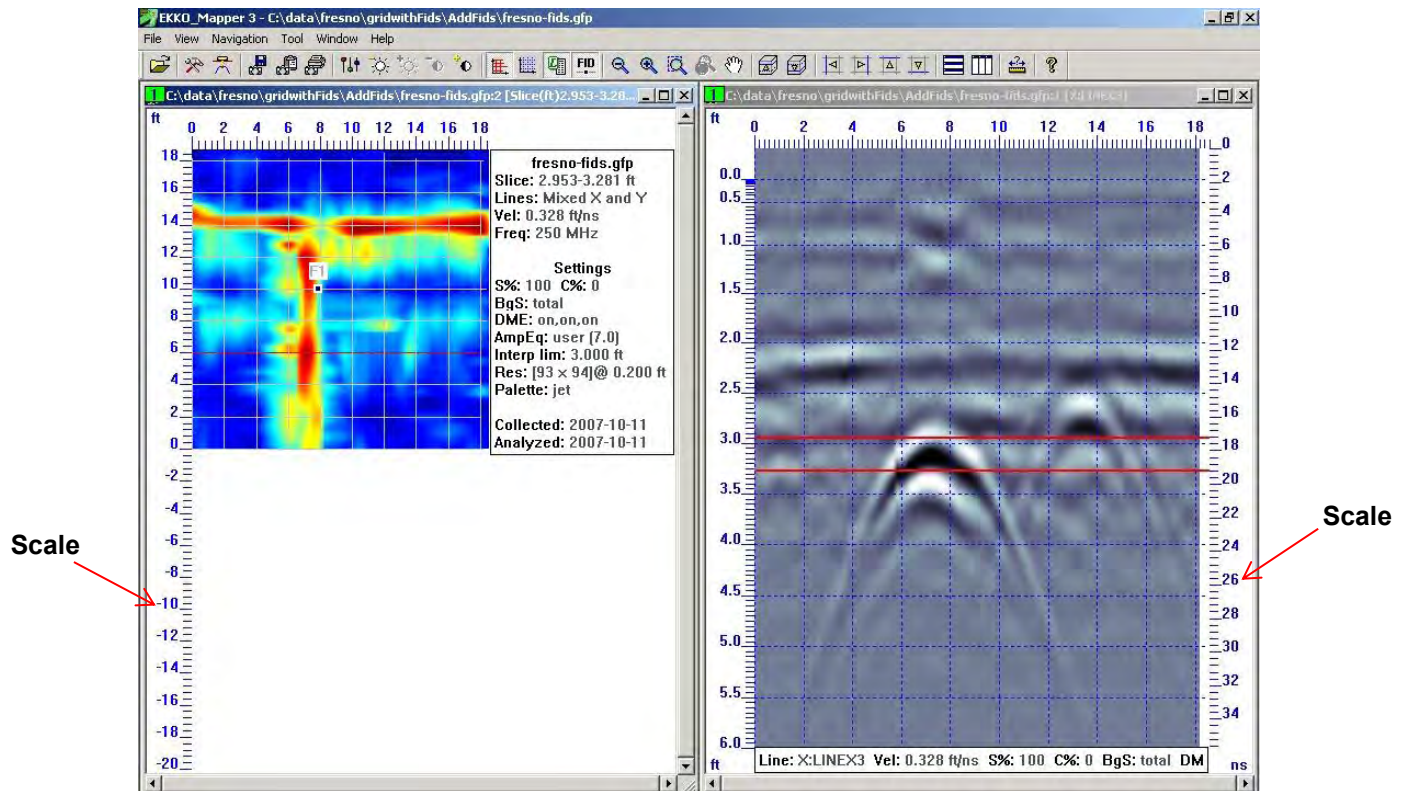 EKKO_Mapper 3 - C:\data\fresno\gridwithFids\AddFids\fresno-fids.gfp
File View Navigation Tool Window Help
FID
1 C:\data\fresno\gridwithFids\AddFids\fresno-fids.gfp:2 [Slice(ft)2.953-3.28...
ft
0 2 4 6 8 10 12 14 16 18
18
16
14
12
10
8
6
4
2
0
-2
-4
-6
-8
-10
-12
-14
-16
-18
-20
F1
fresno-fids.gfp
Slice: 2.953-3.281 ft
Lines: Mixed X and Y
Vel: 0.328 ft/ns
Freq: 250 MHz
Settings
S%: 100 C%: 0
BgS: total
DME: on,on,on
AmpEq: user (7.0)
Interp lim: 3.000 ft
Res: [93 x 94]@ 0.200 ft
Palette: jet
Collected: 2007-10-11
Analyzed: 2007-10-11
Scale
1 C:\data\fresno\gridwithFids\AddFids\fresno-fids.gfp:1
ft
0 2 4 6 8 10 12 14 16 18
0.0
0.5
1.0
1.5
2.0
2.5
3.0
3.5
4.0
4.5
5.0
5.5
6.0
ft
0
2
4
6
8
10
12
14
16
18
20
22
24
26
28
30
32
34
ns
Line: X:LINEX3 Vel: 0.328 ft/ns S%: 100 C%: 0 BgS: total DM
Scale